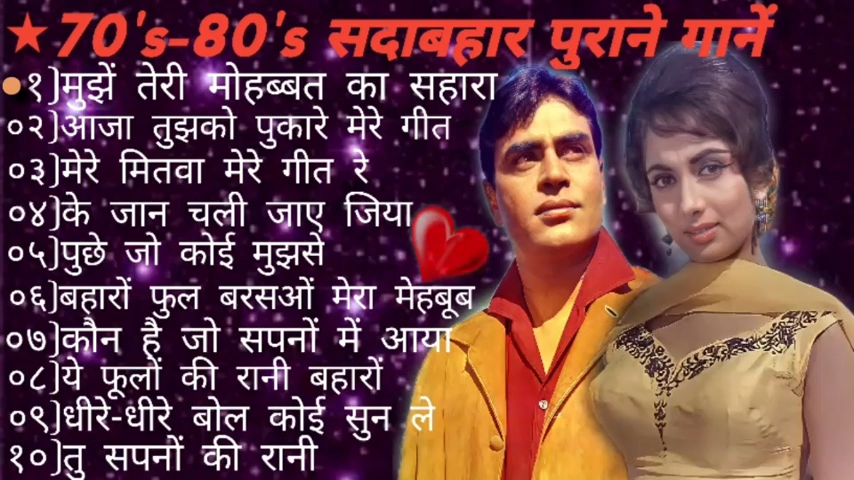 ★70's-80's सदाबहार पुराने गानें
१)मुझें तेरी मोहब्बत का सहारा
०२)आजा तुझको पुकारे मेरे गीत
०३)मेरे मितवा मेरे गीत रे
०४)के जान चली जाए जिया
०५)पुछे जो कोई मुझसे
०६)बहारों फुल बरसओं मेरा मेहबूब
०७)कौन है जो सपनों में आया
०८)ये फूलों की रानी बहारों
०९)धीरे-धीरे बोल कोई सुन ले
१०)तु सपनों की रानी